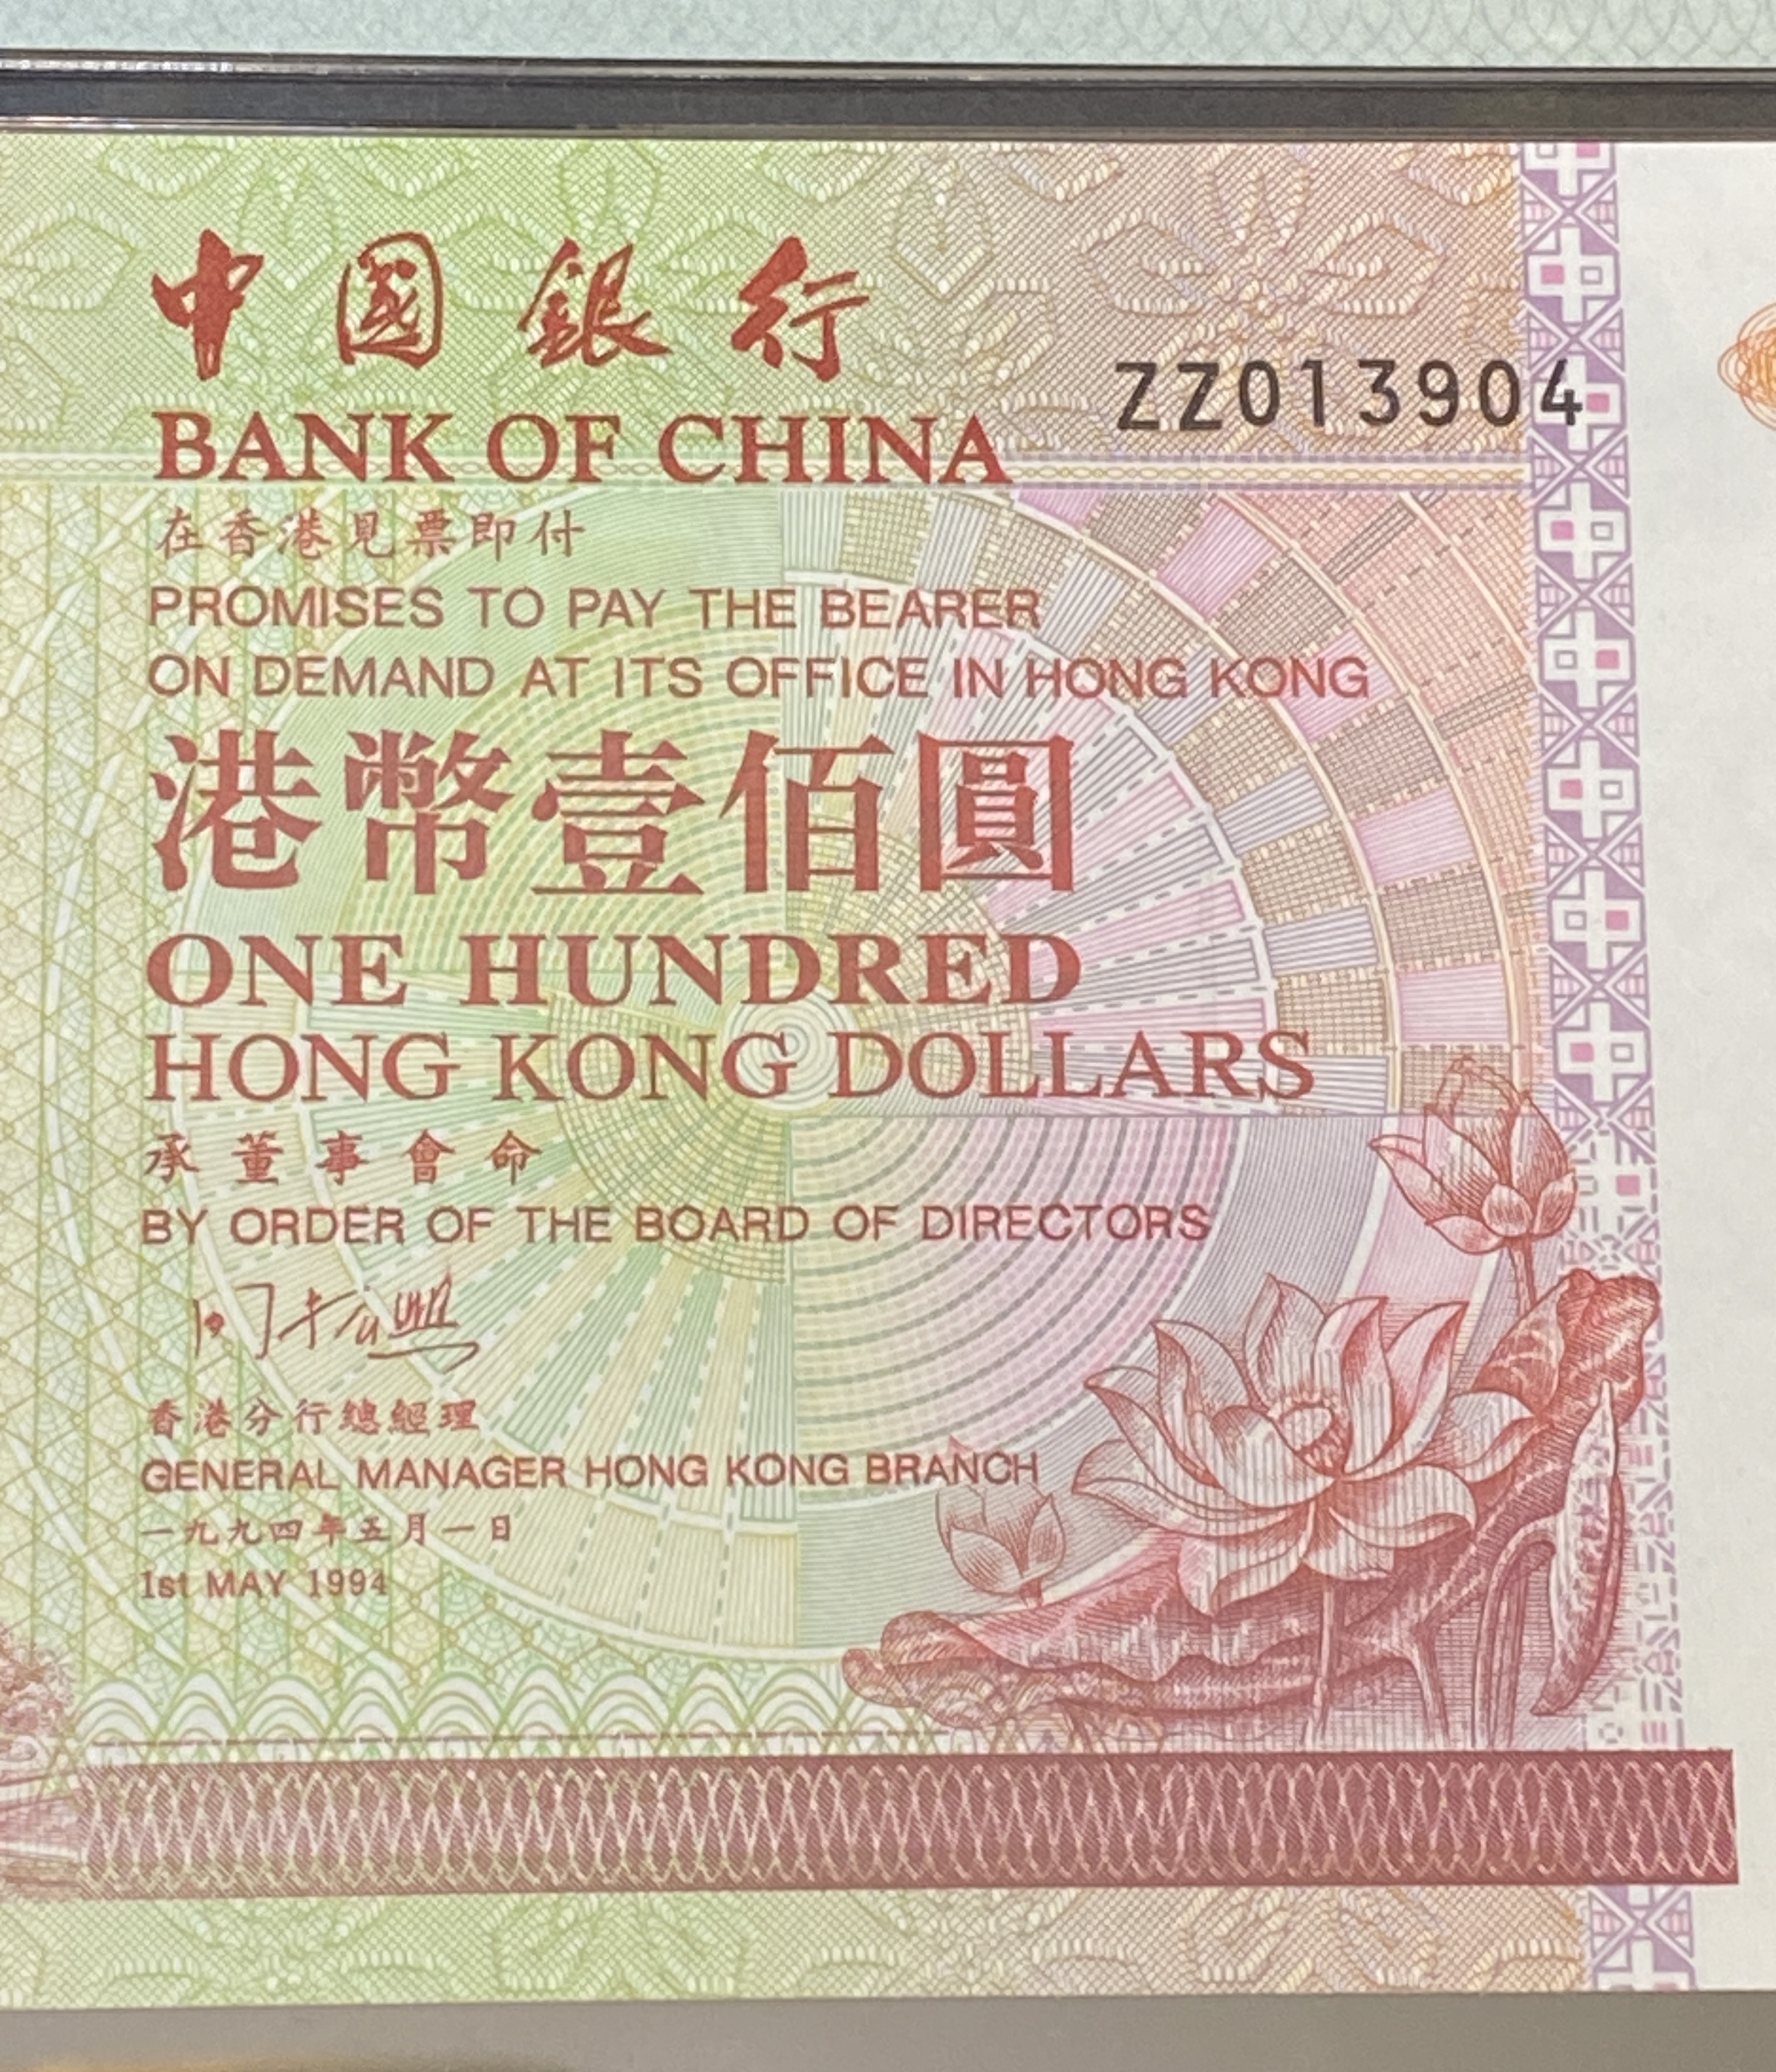 中國銀行
ZZ013904
BANK OF CHINA
在香港見票即付
PROMISES TO PAY THE BEARER
ON DEMAND AT ITS OFFICE IN HONG KONG
港幣壹佰圓
ONE HUNDRED
HONG KONG DOLLARS
承董事會命
BY ORDER OF THE BOARD OF DIRECTORS
香港分行總經理
GENERAL MANAGER HONG KONG BRANCH
一九九四年五月一日
1st MAY 1994